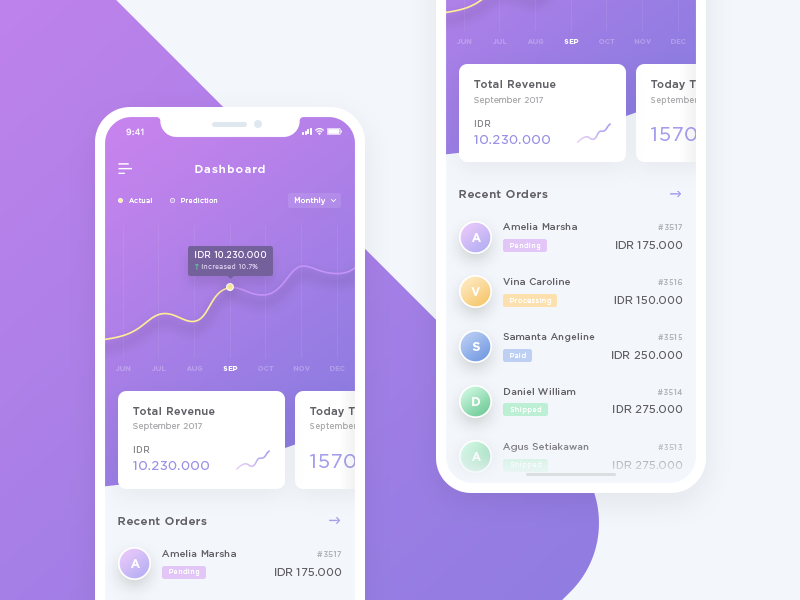 9:41
Dashboard
Actual
Prediction
Monthly
IDR 10.230.000
↑ Increased 10.7%
JUN JUL AUG SEP OCT NOV DEC
Total Revenue
September 2017
IDR
10.230.000
Today T
Septembe
1570
Recent Orders →
A
Amelia Marsha
#3517
Pending
IDR 175.000
JUN JUL AUG SEP OCT NOV DEC
Total Revenue
September 2017
IDR
10.230.000
Today T
September
1570
Recent Orders →
A
Amelia Marsha
#3517
Pending
IDR 175.000
V
Vina Caroline
#3516
Processing
IDR 150.000
S
Samanta Angeline
#3515
Paid
IDR 250.000
D
Daniel William
#3514
Shipped
IDR 275.000
A
Agus Setiakawan
#3513
Shipped
IDR 275.000